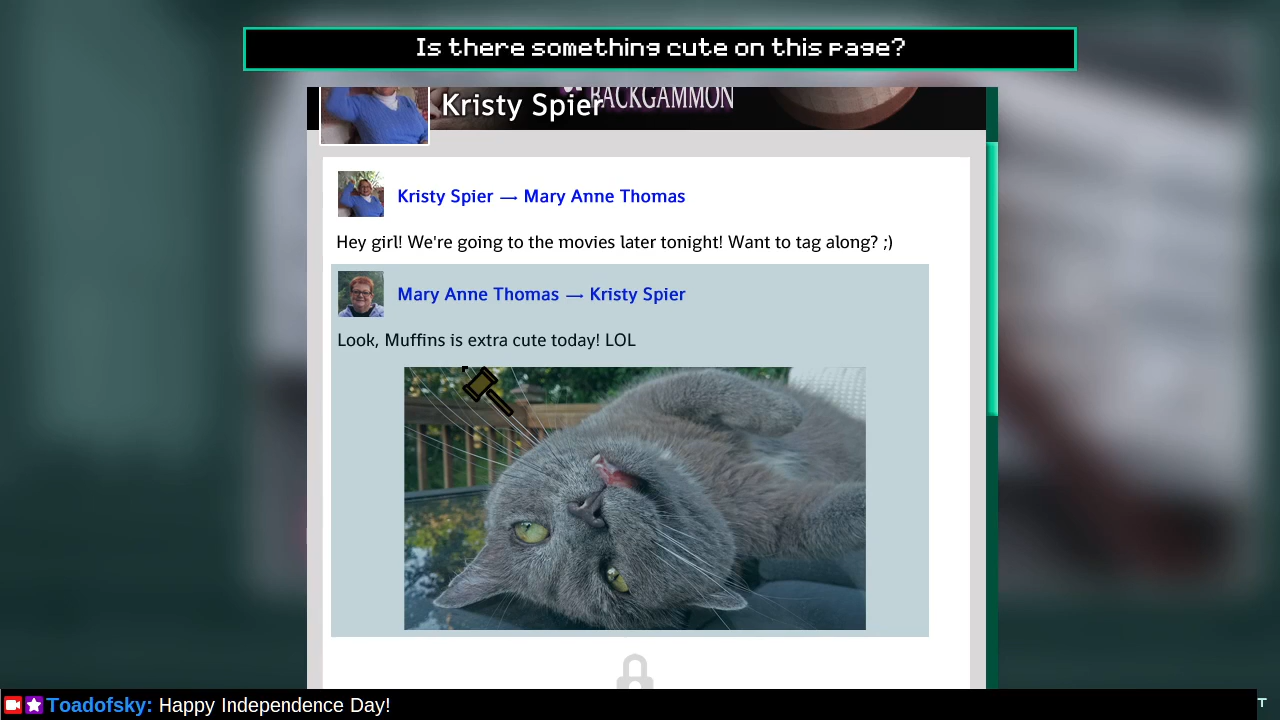 Is there something cute on this page?
BACKGAMMON
Kristy Spier
Kristy Spier → Mary Anne Thomas
Hey girl! We're going to the movies later tonight! Want to tag along? ;)
Mary Anne Thomas → Kristy Spier
Look, Muffins is extra cute today! LOL
Toadofsky: Happy Independence Day!
T